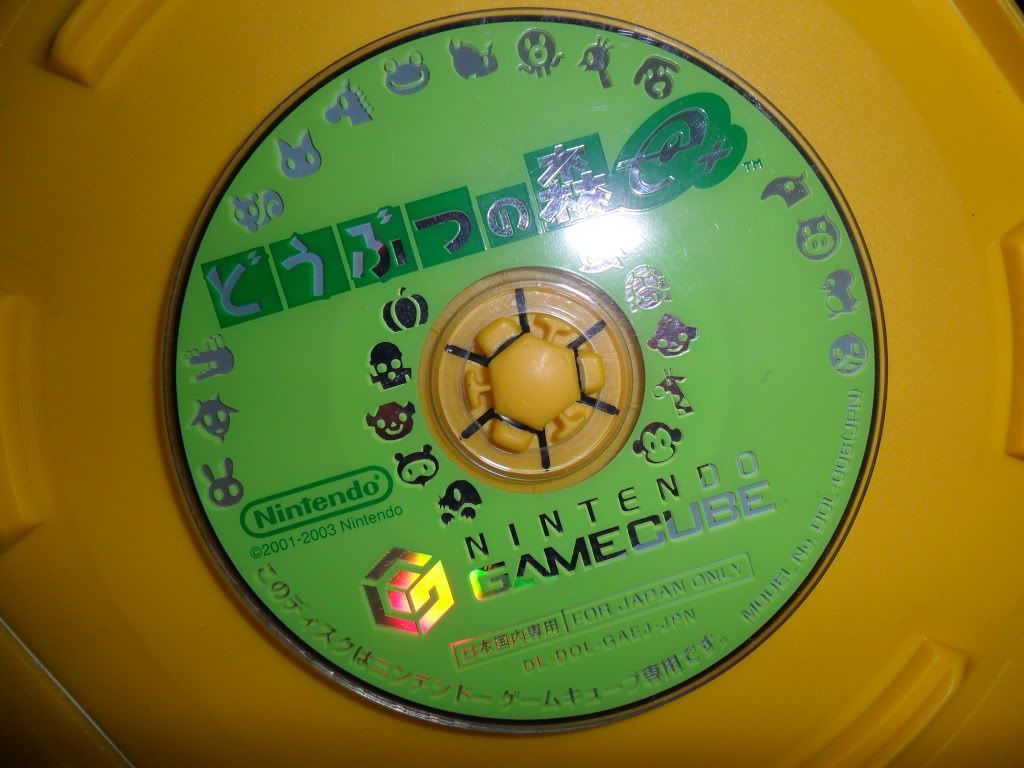 どうぶつの森e+ ™
Nintendo
©2001-2003 Nintendo
NINTENDO
GAMECUBE
日本国内専用 FOR JAPAN ONLY
DL-DOL-GAEJ-JPN
このディスクはニンテンドー ゲームキューブ専用です。
MODEL No. DOL-006(JPN)